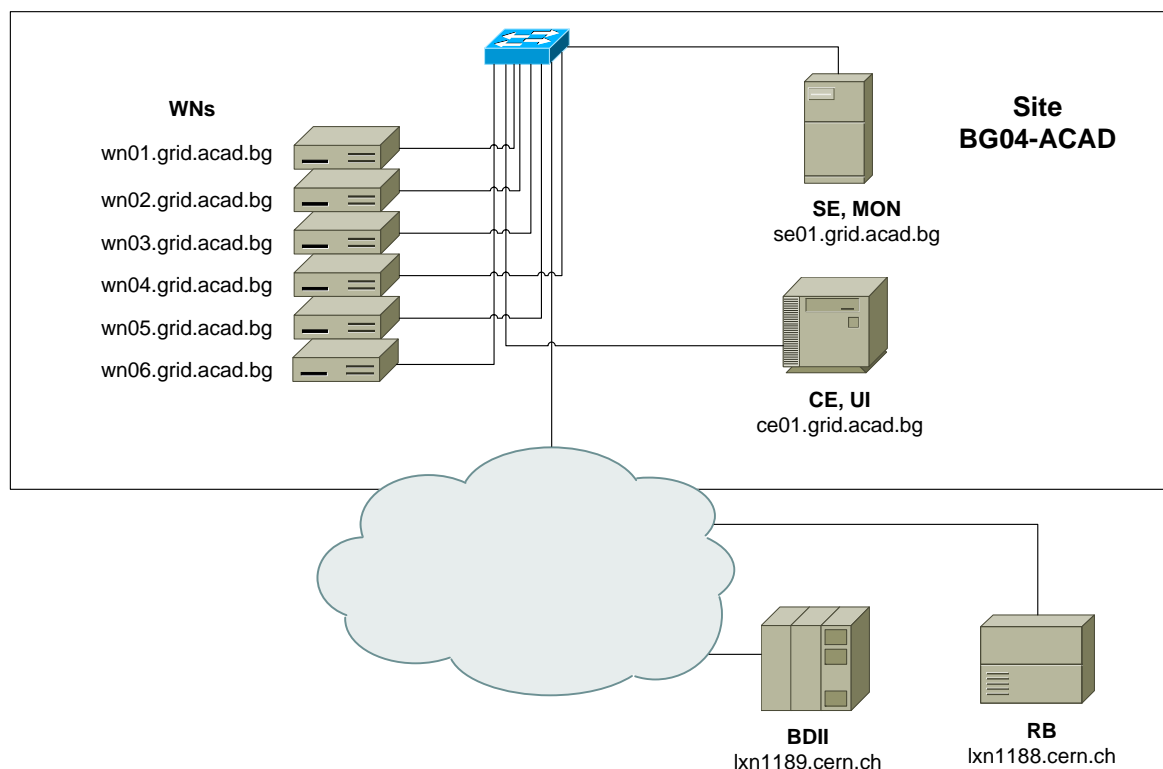 WNs
wn01.grid.acad.bg
wn02.grid.acad.bg
wn03.grid.acad.bg
wn04.grid.acad.bg
wn05.grid.acad.bg
wn06.grid.acad.bg
Site
BG04-ACAD
SE, MON
se01.grid.acad.bg
CE, UI
ce01.grid.acad.bg
BDII
lxn1189.cern.ch
RB
lxn1188.cern.ch